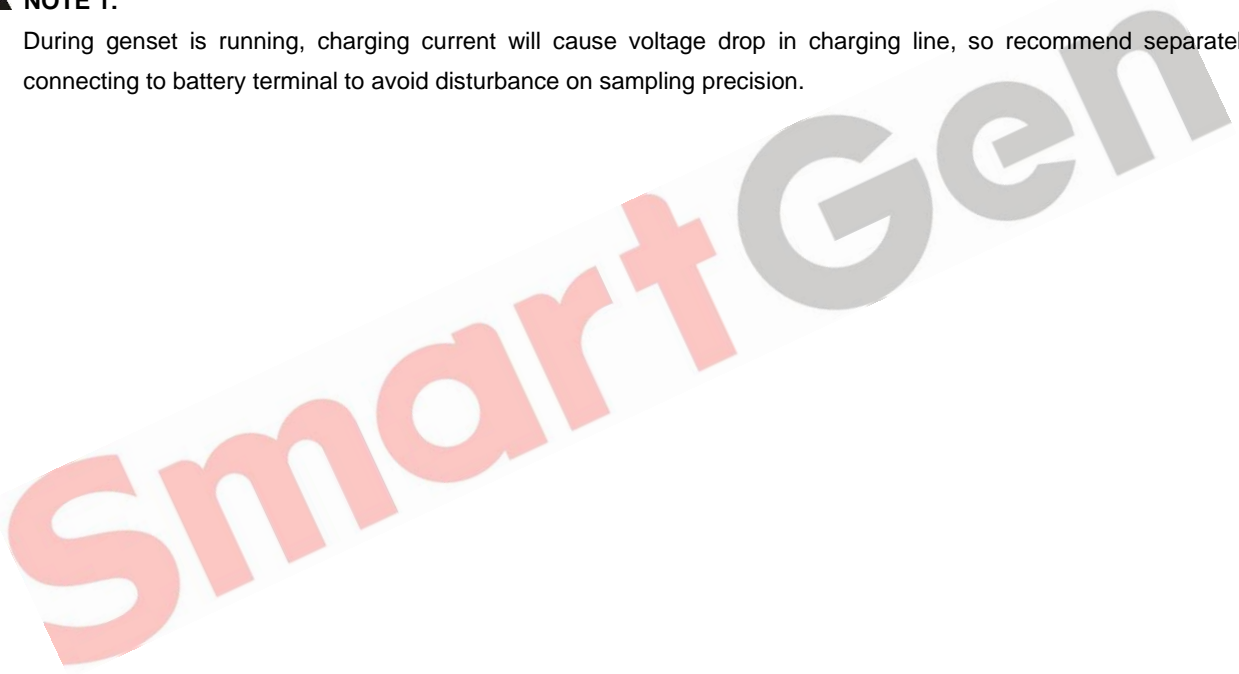 NOTE 1:
During genset is running, charging current will cause voltage drop in charging line, so recommend separatel
connecting to battery terminal to avoid disturbance on sampling precision.
SmartGen